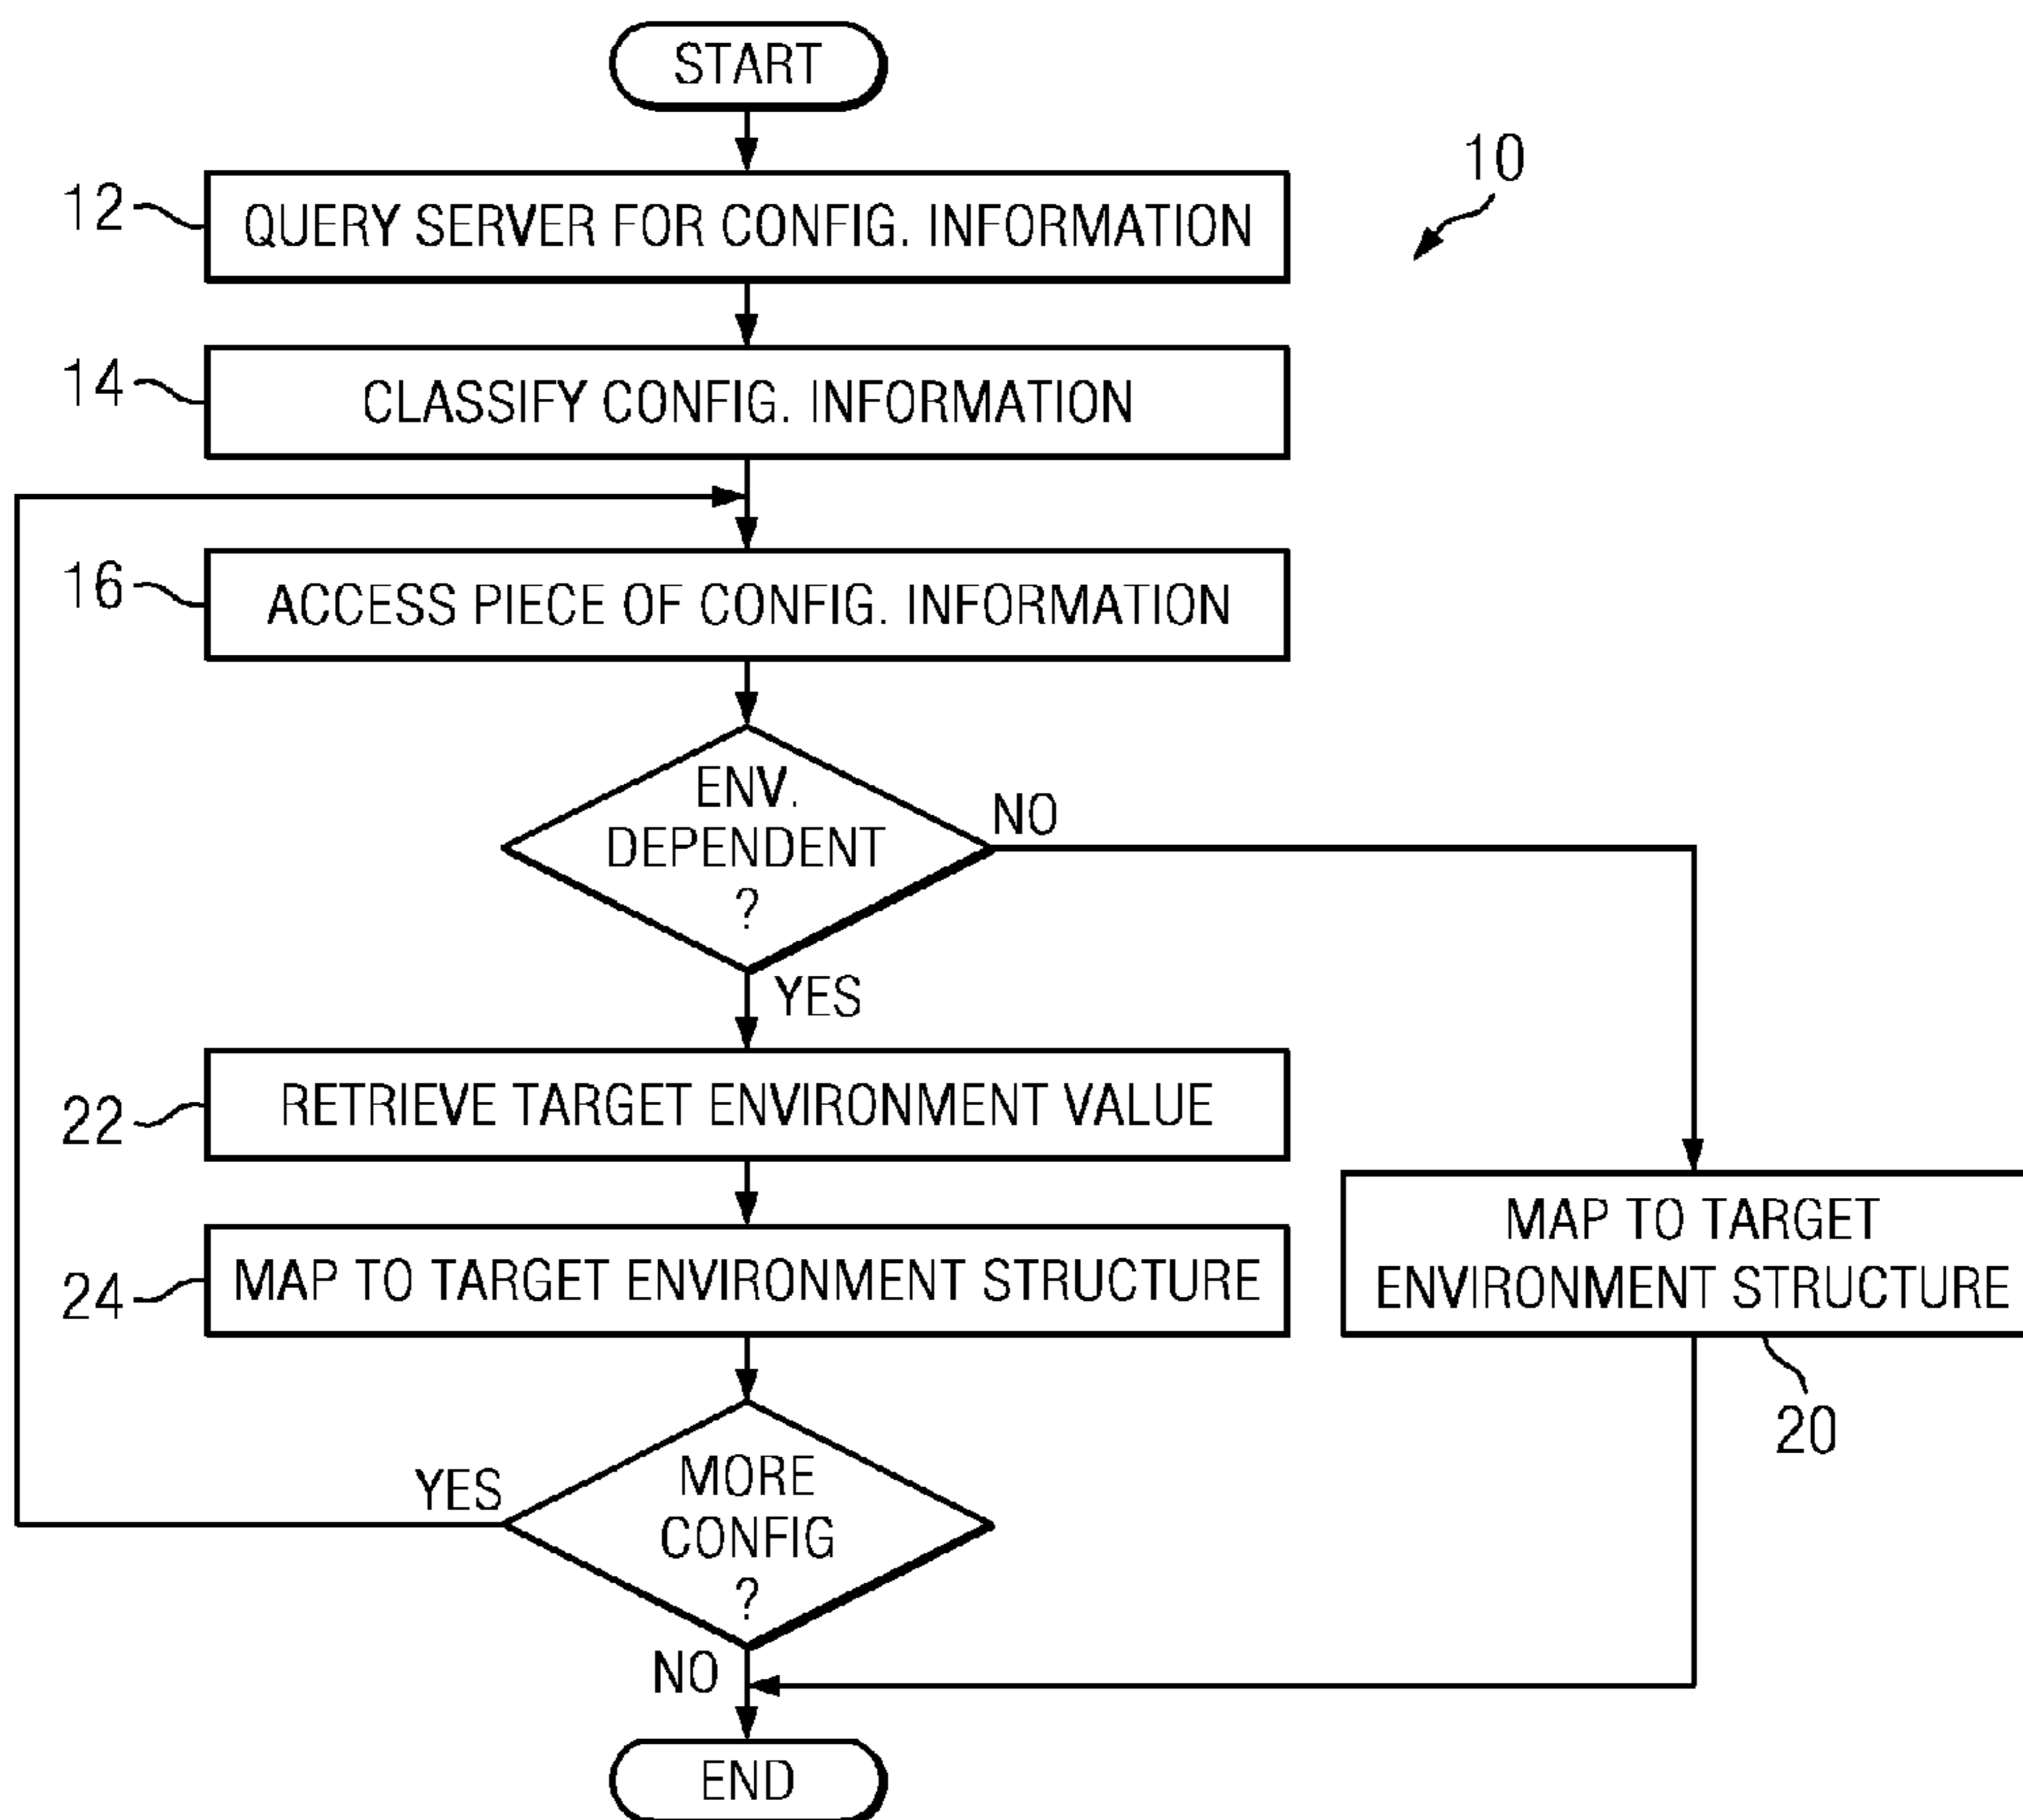 START
10
12
QUERY SERVER FOR CONFIG. INFORMATION
14
CLASSIFY CONFIG. INFORMATION
16
ACCESS PIECE OF CONFIG. INFORMATION
ENV.
DEPENDENT
?
NO
YES
22
RETRIEVE TARGET ENVIRONMENT VALUE
24
MAP TO TARGET ENVIRONMENT STRUCTURE
MAP TO TARGET
ENVIRONMENT STRUCTURE
20
YES
MORE
CONFIG
?
NO
END